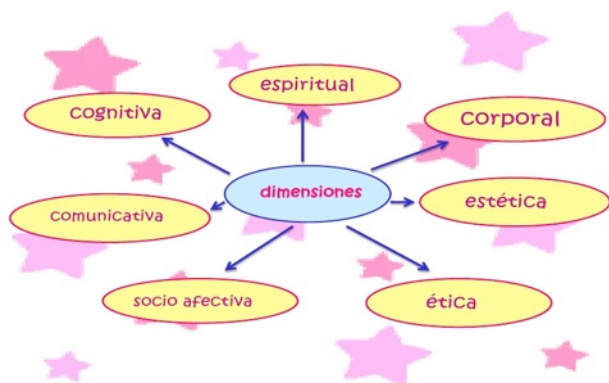 espiritual
cognitiva
corporal
dimensiones
estética
comunicativa
socio afectiva
ética